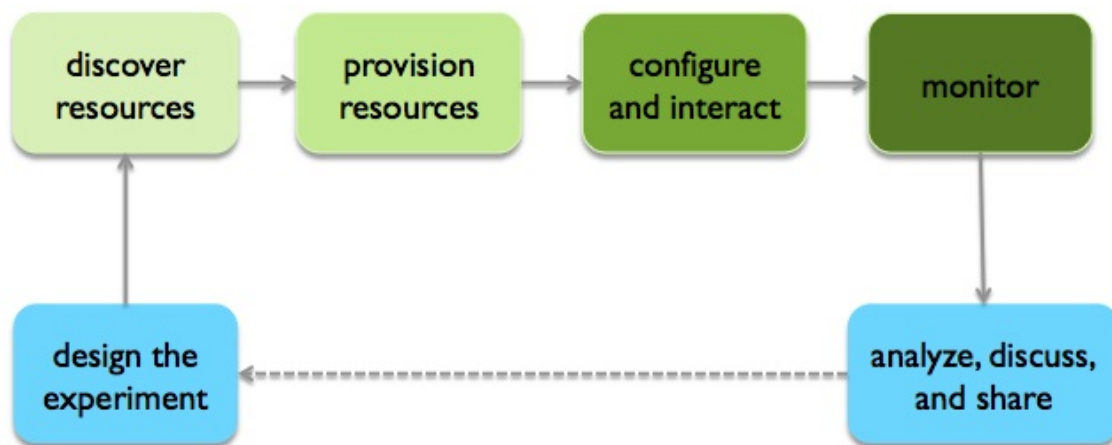 discover
resources
provision
resources
configure
and interact
monitor
design the
experiment
analyze, discuss,
and share